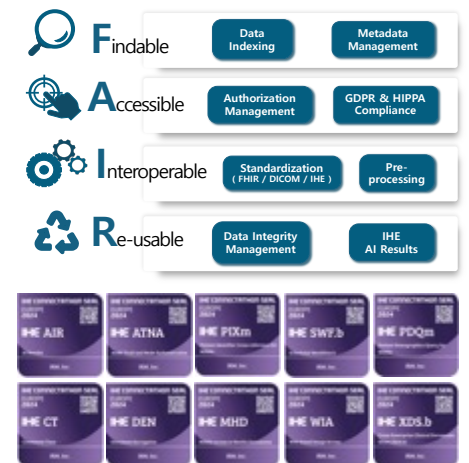 Findable
Data
Indexing
Metadata
Management
Accessible
Authorization
Management
GDPR & HIPPA
Compliance
Interoperable
Standardization
( FHIR / DICOM / IHE )
Pre-
processing
Re-usable
Data Integrity
Management
IHE
AI Results
IHE CONNECTATHON SEAL
EUROPE
2024
IHE AIR
IHE CONNECTATHON SEAL
EUROPE
2024
IHE ATNA
IHE CONNECTATHON SEAL
EUROPE
2024
IHE PIXm
IHE CONNECTATHON SEAL
EUROPE
2024
IHE SWF.b
IHE CONNECTATHON SEAL
EUROPE
2024
IHE PDQm
IHE CONNECTATHON SEAL
EUROPE
2024
IHE CT
IHE CONNECTATHON SEAL
EUROPE
2024
IHE DEN
IHE CONNECTATHON SEAL
EUROPE
2024
IHE MHD
IHE CONNECTATHON SEAL
EUROPE
2024
IHE WIA
IHE CONNECTATHON SEAL
EUROPE
2024
IHE XDS.b